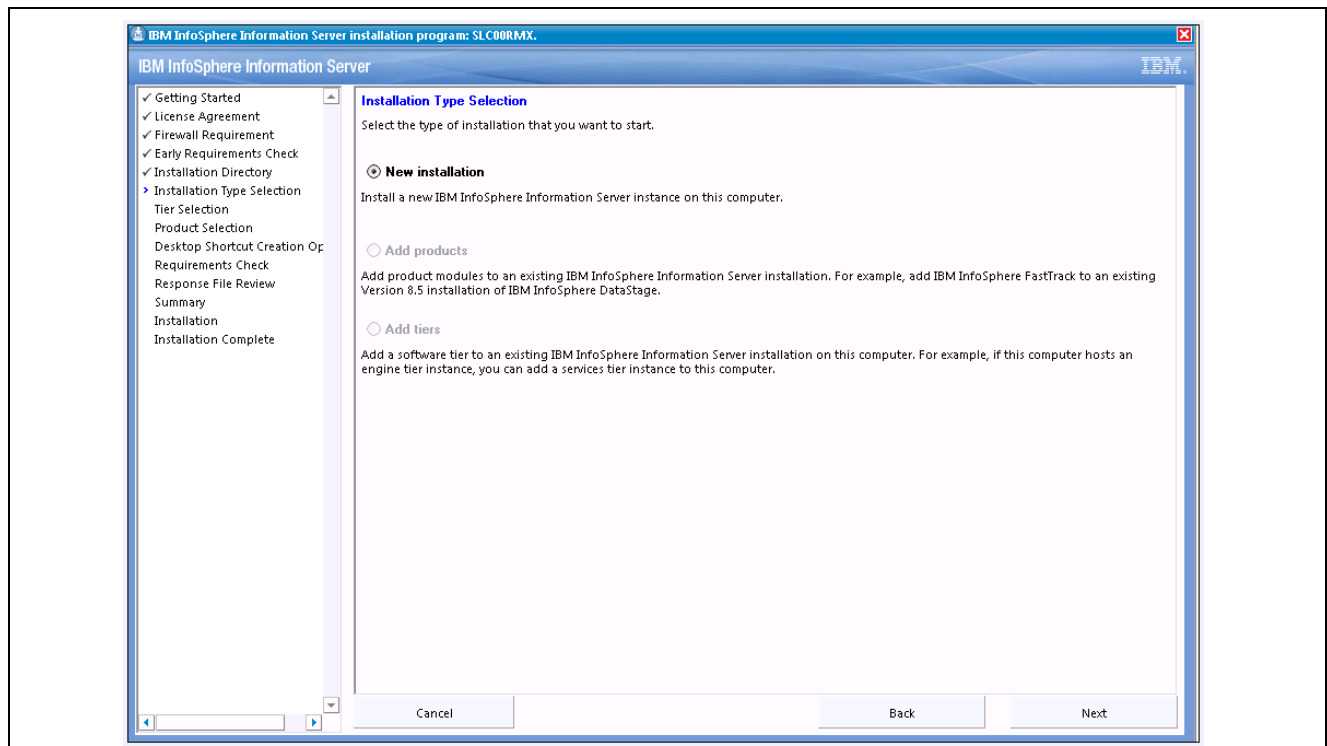 IBM InfoSphere Information Server installation program: SLC00RMX.
IBM InfoSphere Information Server
IBM.
Getting Started
License Agreement
Firewall Requirement
Early Requirements Check
Installation Directory
Installation Type Selection
Tier Selection
Product Selection
Desktop Shortcut Creation Op
Requirements Check
Response File Review
Summary
Installation
Installation Complete
Installation Type Selection
Select the type of installation that you want to start.
New installation
Install a new IBM InfoSphere Information Server instance on this computer.
Add products
Add product modules to an existing IBM InfoSphere Information Server installation. For example, add IBM InfoSphere FastTrack to an existing
Version 8.5 installation of IBM InfoSphere DataStage.
Add tiers
Add a software tier to an existing IBM InfoSphere Information Server installation on this computer. For example, if this computer hosts an
engine tier instance, you can add a services tier instance to this computer.
Cancel
Back
Next